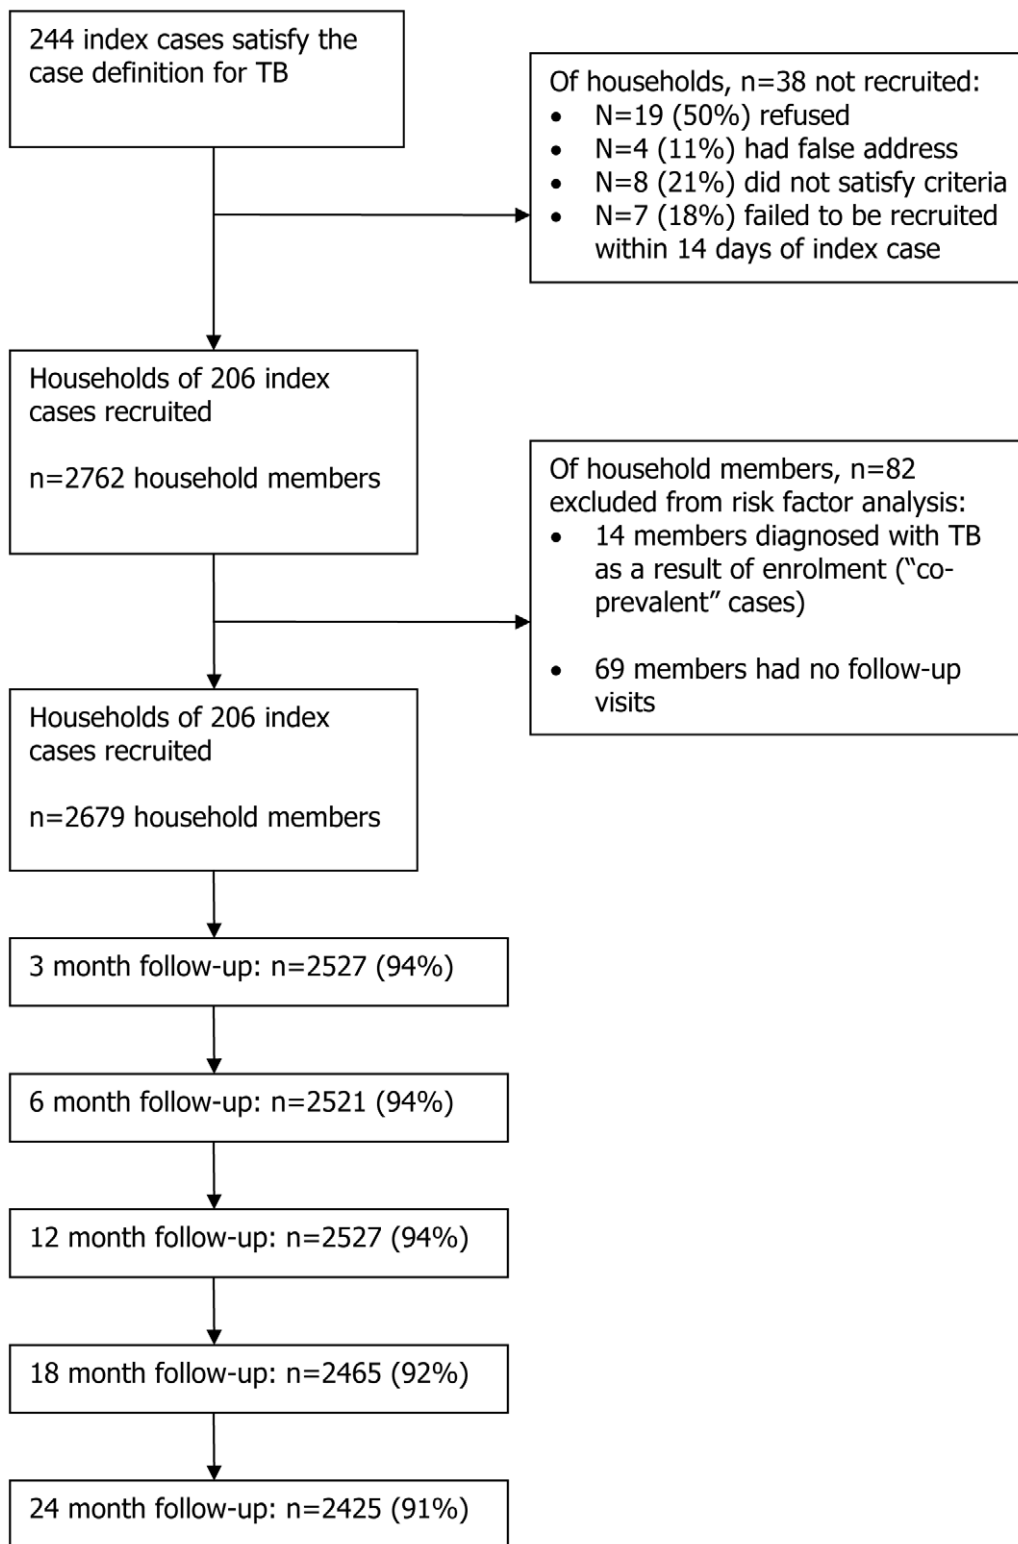 244 index cases satisfy the
case definition for TB
Of households, n=38 not recruited:
• N=19 (50%) refused
• N=4 (11%) had false address
• N=8 (21%) did not satisfy criteria
• N=7 (18%) failed to be recruited
within 14 days of index case
Households of 206 index
cases recruited
n=2762 household members
Of household members, n=82
excluded from risk factor analysis:
• 14 members diagnosed with TB
as a result of enrolment (“co-
prevalent” cases)
• 69 members had no follow-up
visits
Households of 206 index
cases recruited
n=2679 household members
3 month follow-up: n=2527 (94%)
6 month follow-up: n=2521 (94%)
12 month follow-up: n=2527 (94%)
18 month follow-up: n=2465 (92%)
24 month follow-up: n=2425 (91%)